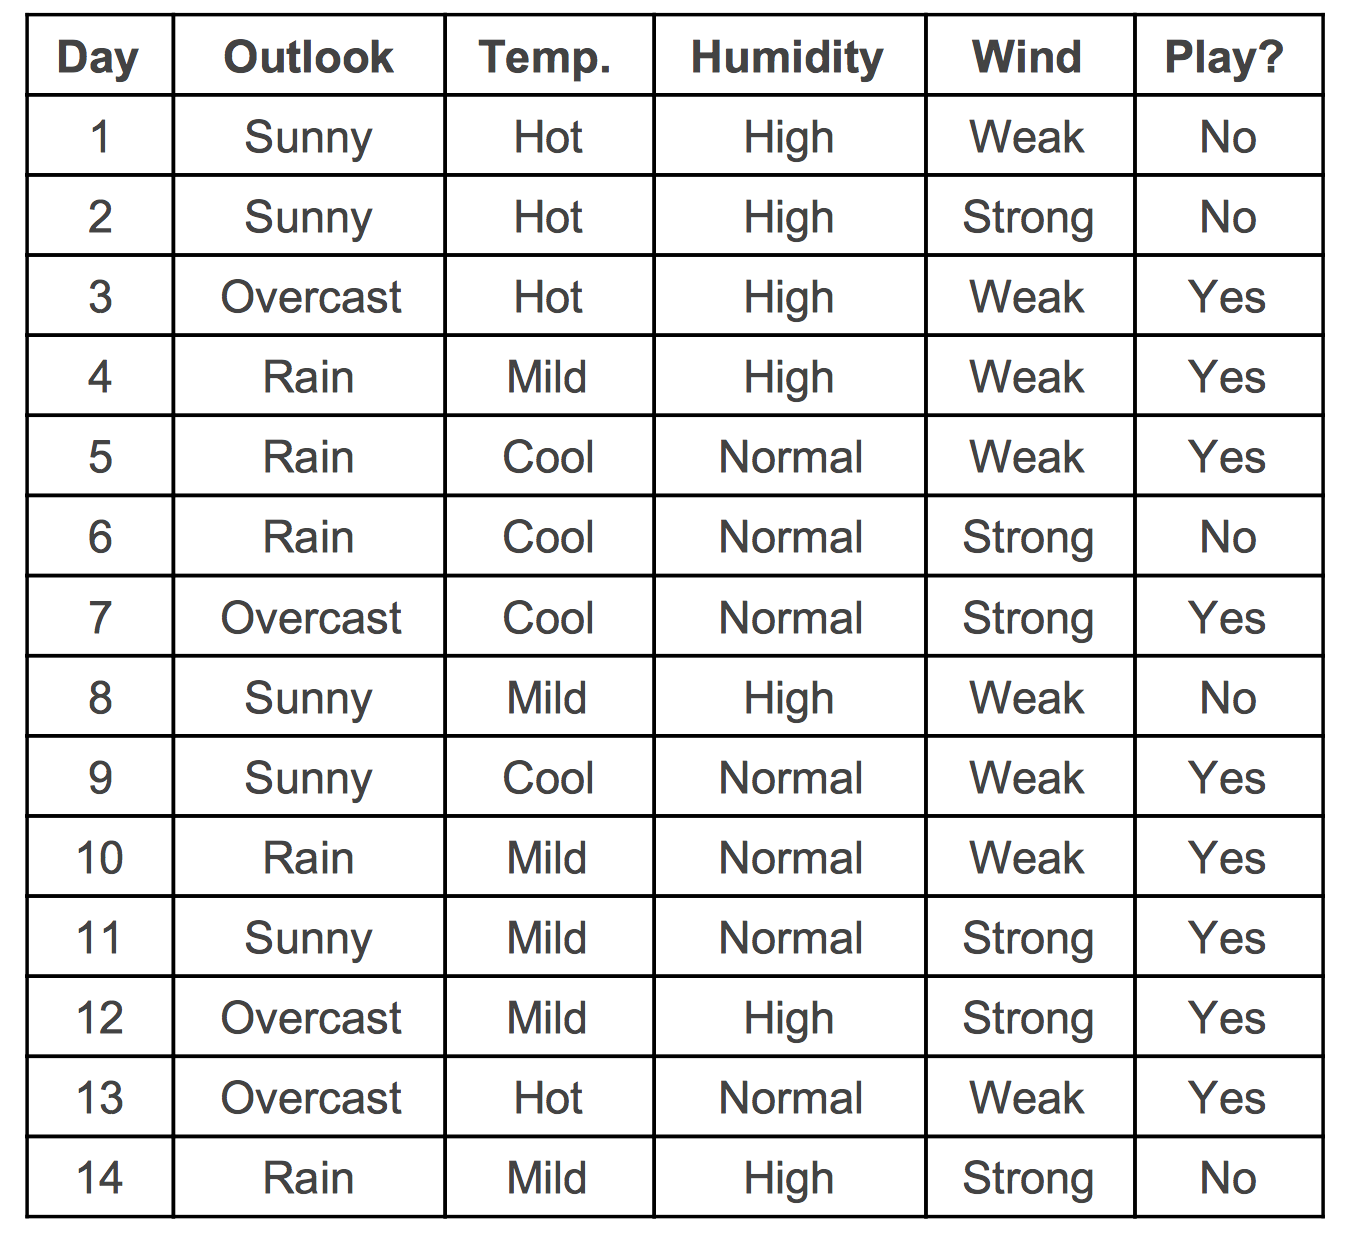 Day Outlook Temp. Humidity Wind Play?
1 Sunny Hot High Weak No
2 Sunny Hot High Strong No
3 Overcast Hot High Weak Yes
4 Rain Mild High Weak Yes
5 Rain Cool Normal Weak Yes
6 Rain Cool Normal Strong No
7 Overcast Cool Normal Strong Yes
8 Sunny Mild High Weak No
9 Sunny Cool Normal Weak Yes
10 Rain Mild Normal Weak Yes
11 Sunny Mild Normal Strong Yes
12 Overcast Mild High Strong Yes
13 Overcast Hot Normal Weak Yes
14 Rain Mild High Strong No